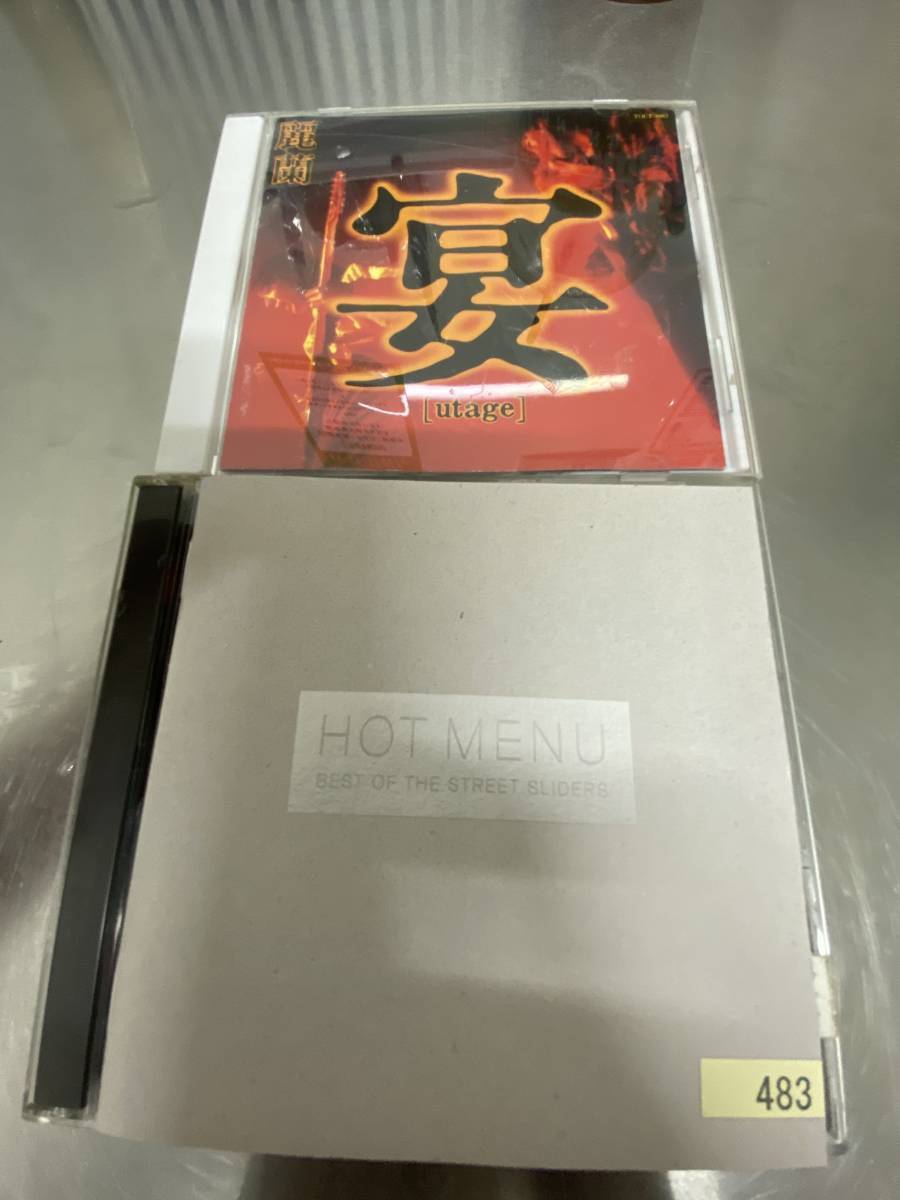 麗蘭
宴
[utage]
HOT MENU
BEST OF THE STREET SLIDERS
483